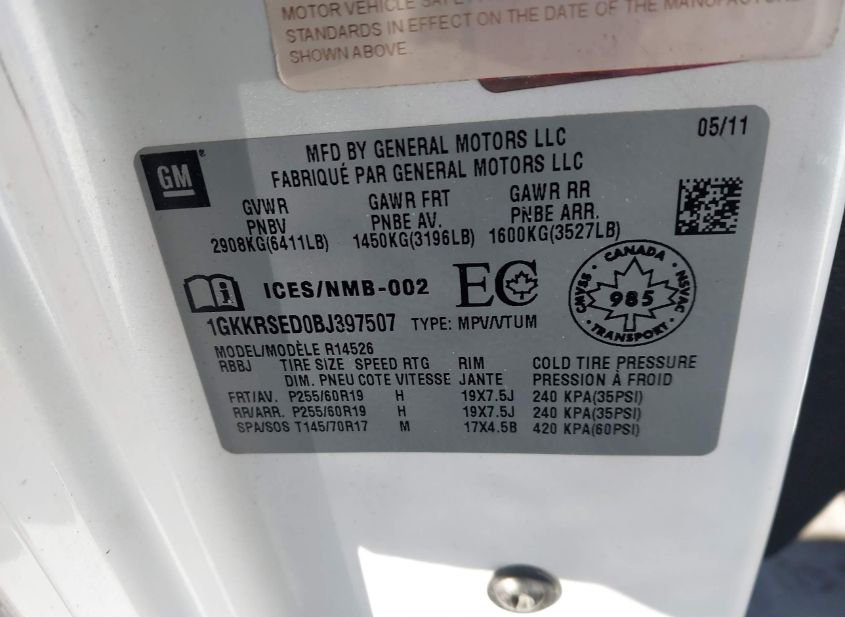 MOTOR VEHICLE
STANDARDS IN EFFECT ON THE DATE OF THE MANUFACTURE
SHOWN ABOVE.
05/11
GM
MFD BY GENERAL MOTORS LLC
FABRIQUÉ PAR GENERAL MOTORS LLC
GVWR GAWR FRT GAWR RR
PNBV PNBE AV. PNBE ARR.
2908KG(6411LB) 1450KG(3196LB) 1600KG(3527LB)
ICES/NMB-002 EC
CANADA
CMVSS 985 NSVAC
TRANSPORT
1GKKRSED0BJ397507 TYPE: MPV/VTUM
MODEL/MODÈLE R14526
RBBJ TIRE SIZE SPEED RTG RIM COLD TIRE PRESSURE
DIM. PNEU COTE VITESSE JANTE PRESSION À FROID
FRT/AV. P255/60R19 H 19X7.5J 240 KPA(35PSI)
RR/ARR. P255/60R19 H 19X7.5J 240 KPA(35PSI)
SPA/SOS T145/70R17 M 17X4.5B 420 KPA(60PSI)